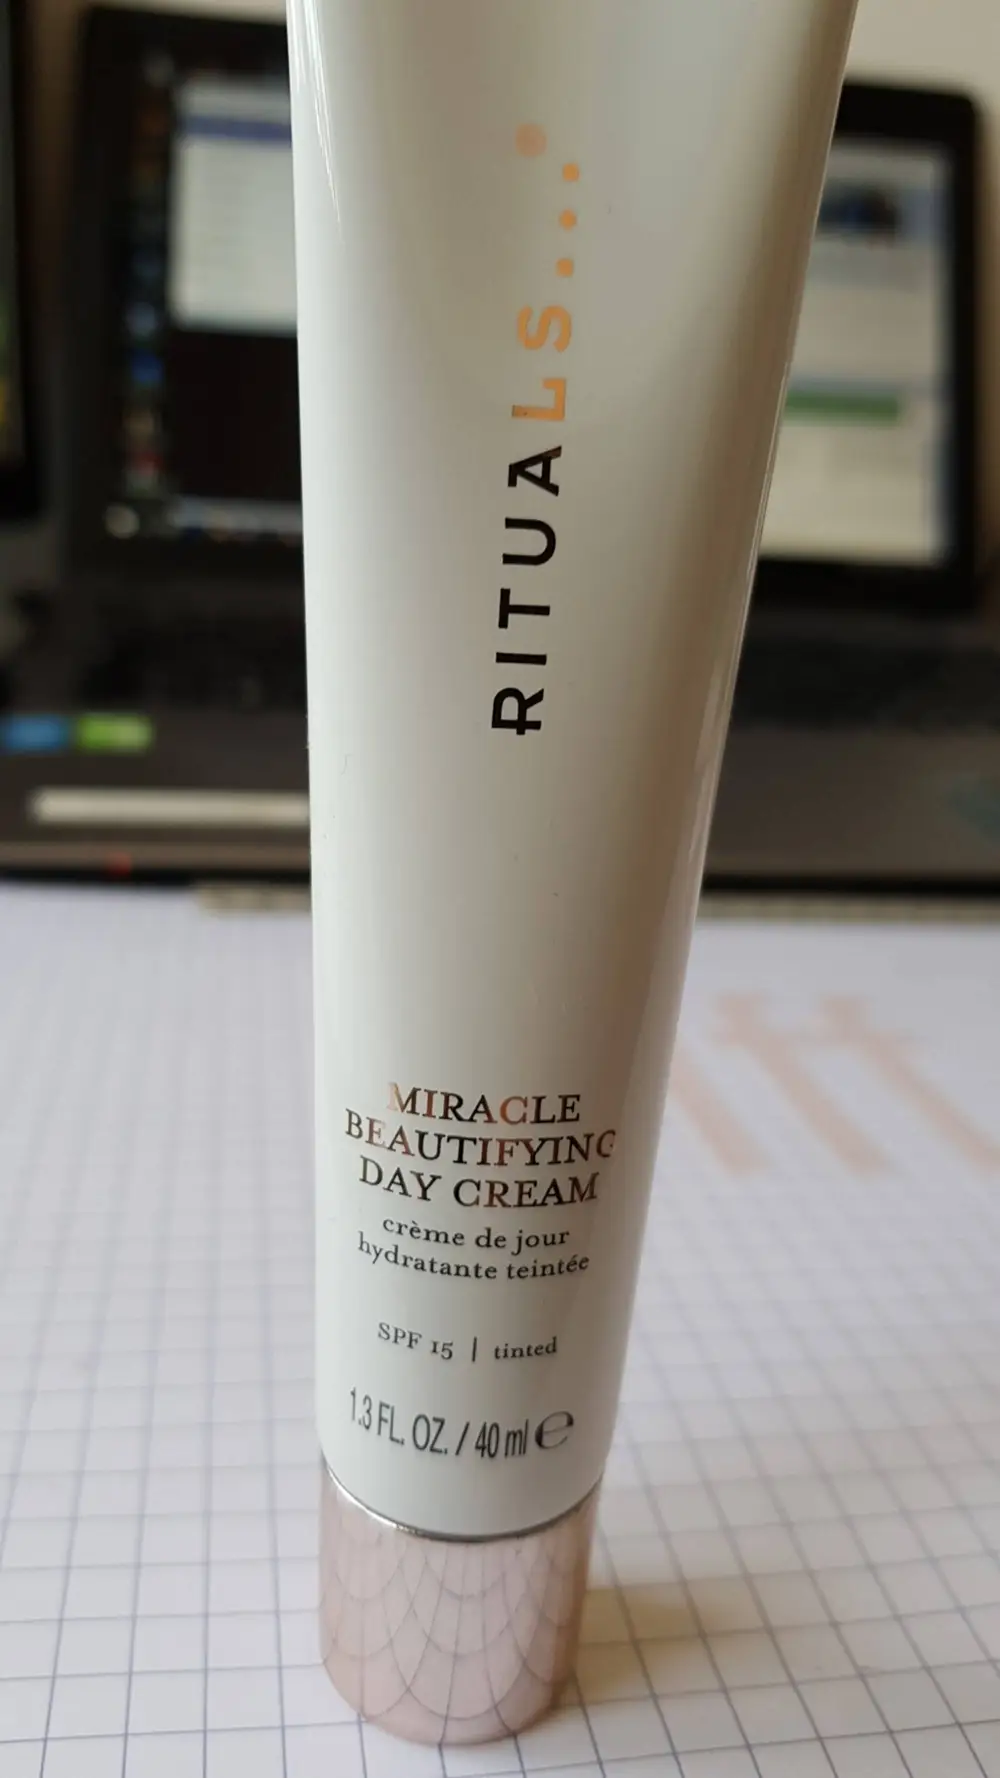 RITUALS...
MIRACLE
BEAUTIFYING
DAY CREAM
crème de jour
hydratante teintée
SPF 15 | tinted
1.3 FL. OZ. / 40 ml ℮